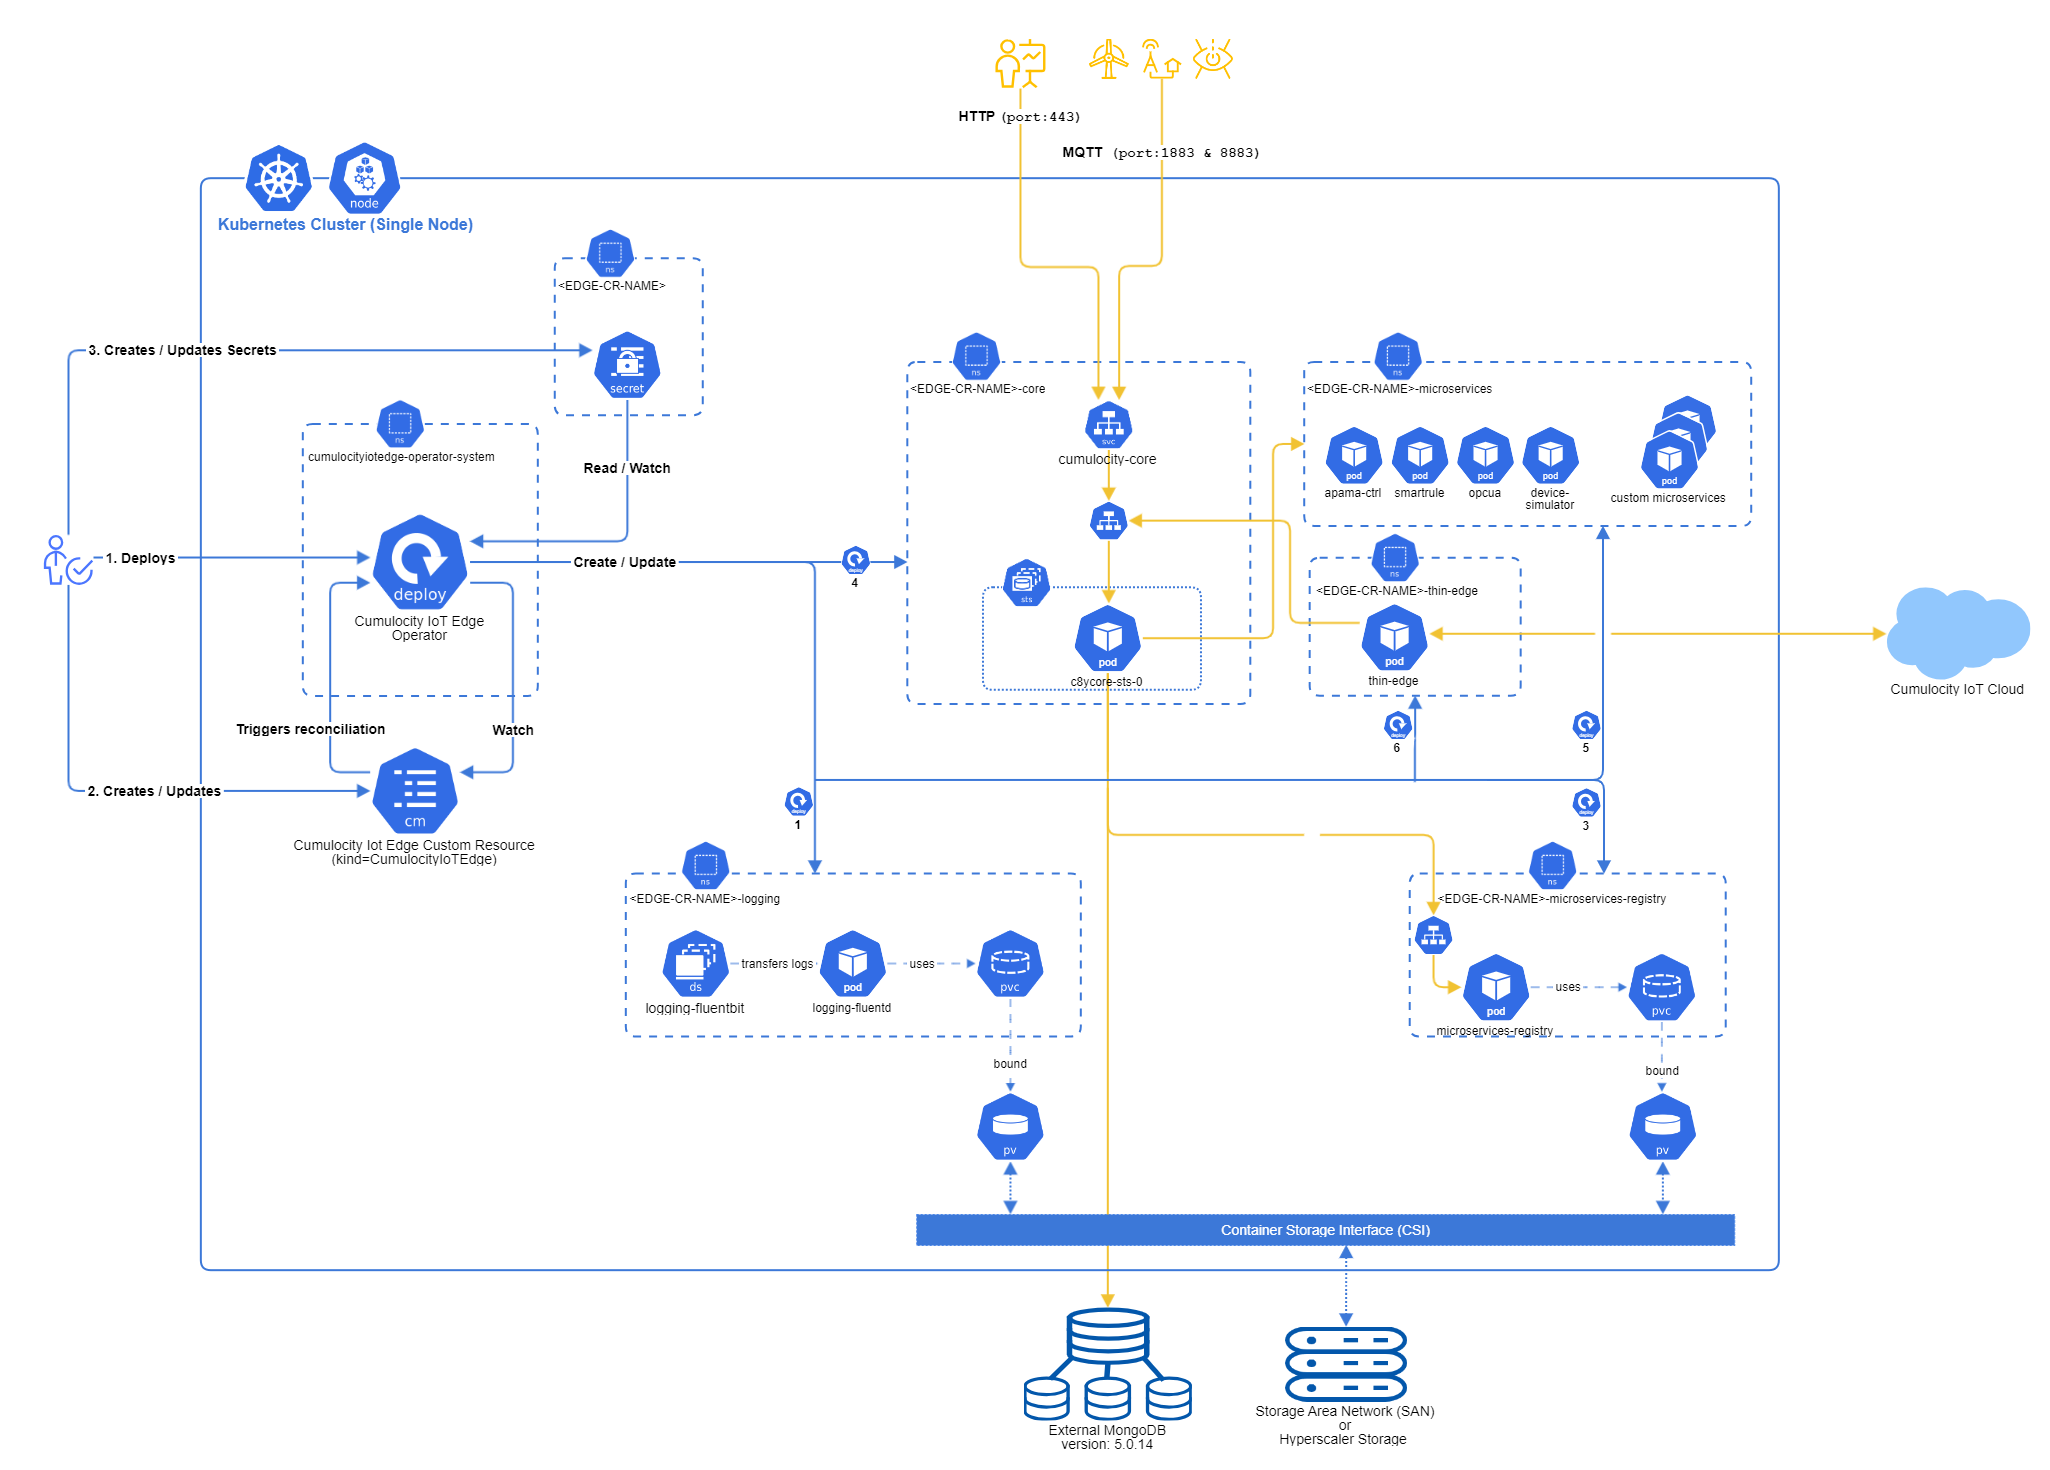 HTTP (port:443)
MQTT (port:1883 & 8883)
node
Kubernetes Cluster (Single Node)
ns
<EDGE-CR-NAME>
3. Creates / Updates Secrets
secret
ns
<EDGE-CR-NAME>-core
ns
<EDGE-CR-NAME>-microservices
svc
cumulocity-core
ns
cumulocityiotedge-operator-system
Read / Watch
pod
apama-ctrl
pod
smartrule
pod
opcua
pod
device-
simulator
pod
custom microservices
1. Deploys
deploy
Cumulocity IoT Edge
Operator
Create / Update
deploy
4
sts
pod
c8ycore-sts-0
ns
<EDGE-CR-NAME>-thin-edge
pod
thin-edge
Cumulocity IoT Cloud
Triggers reconciliation
Watch
deploy
6
deploy
5
2. Creates / Updates
cm
Cumulocity Iot Edge Custom Resource
(kind=CumulocityIoTEdge)
deploy
1
deploy
3
ns
<EDGE-CR-NAME>-logging
ns
<EDGE-CR-NAME>-microservices-registry
ds
logging-fluentbit
transfers logs
pod
logging-fluentd
uses
pvc
pod
microservices-registry
uses
pvc
bound
bound
pv
pv
Container Storage Interface (CSI)
External MongoDB
version: 5.0.14
Storage Area Network (SAN)
or
Hyperscaler Storage